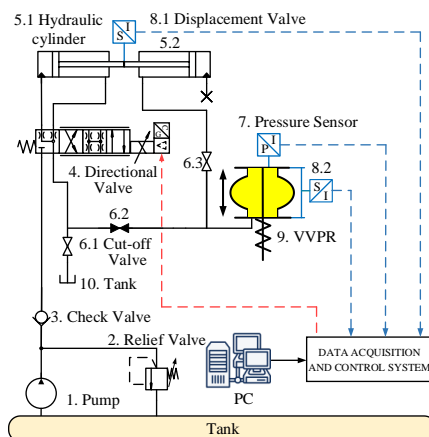 5.1 Hydraulic
cylinder
8.1 Displacement Valve
S I
5.2
7. Pressure Sensor
P I
6.3
4. Directional
Valve
8.2
S I
6.2
6.1 Cut-off
Valve
9. VVPR
10. Tank
3. Check Valve
2. Relief Valve
PC
DATA ACQUISITION
AND CONTROL SYSTEM
1. Pump
Tank